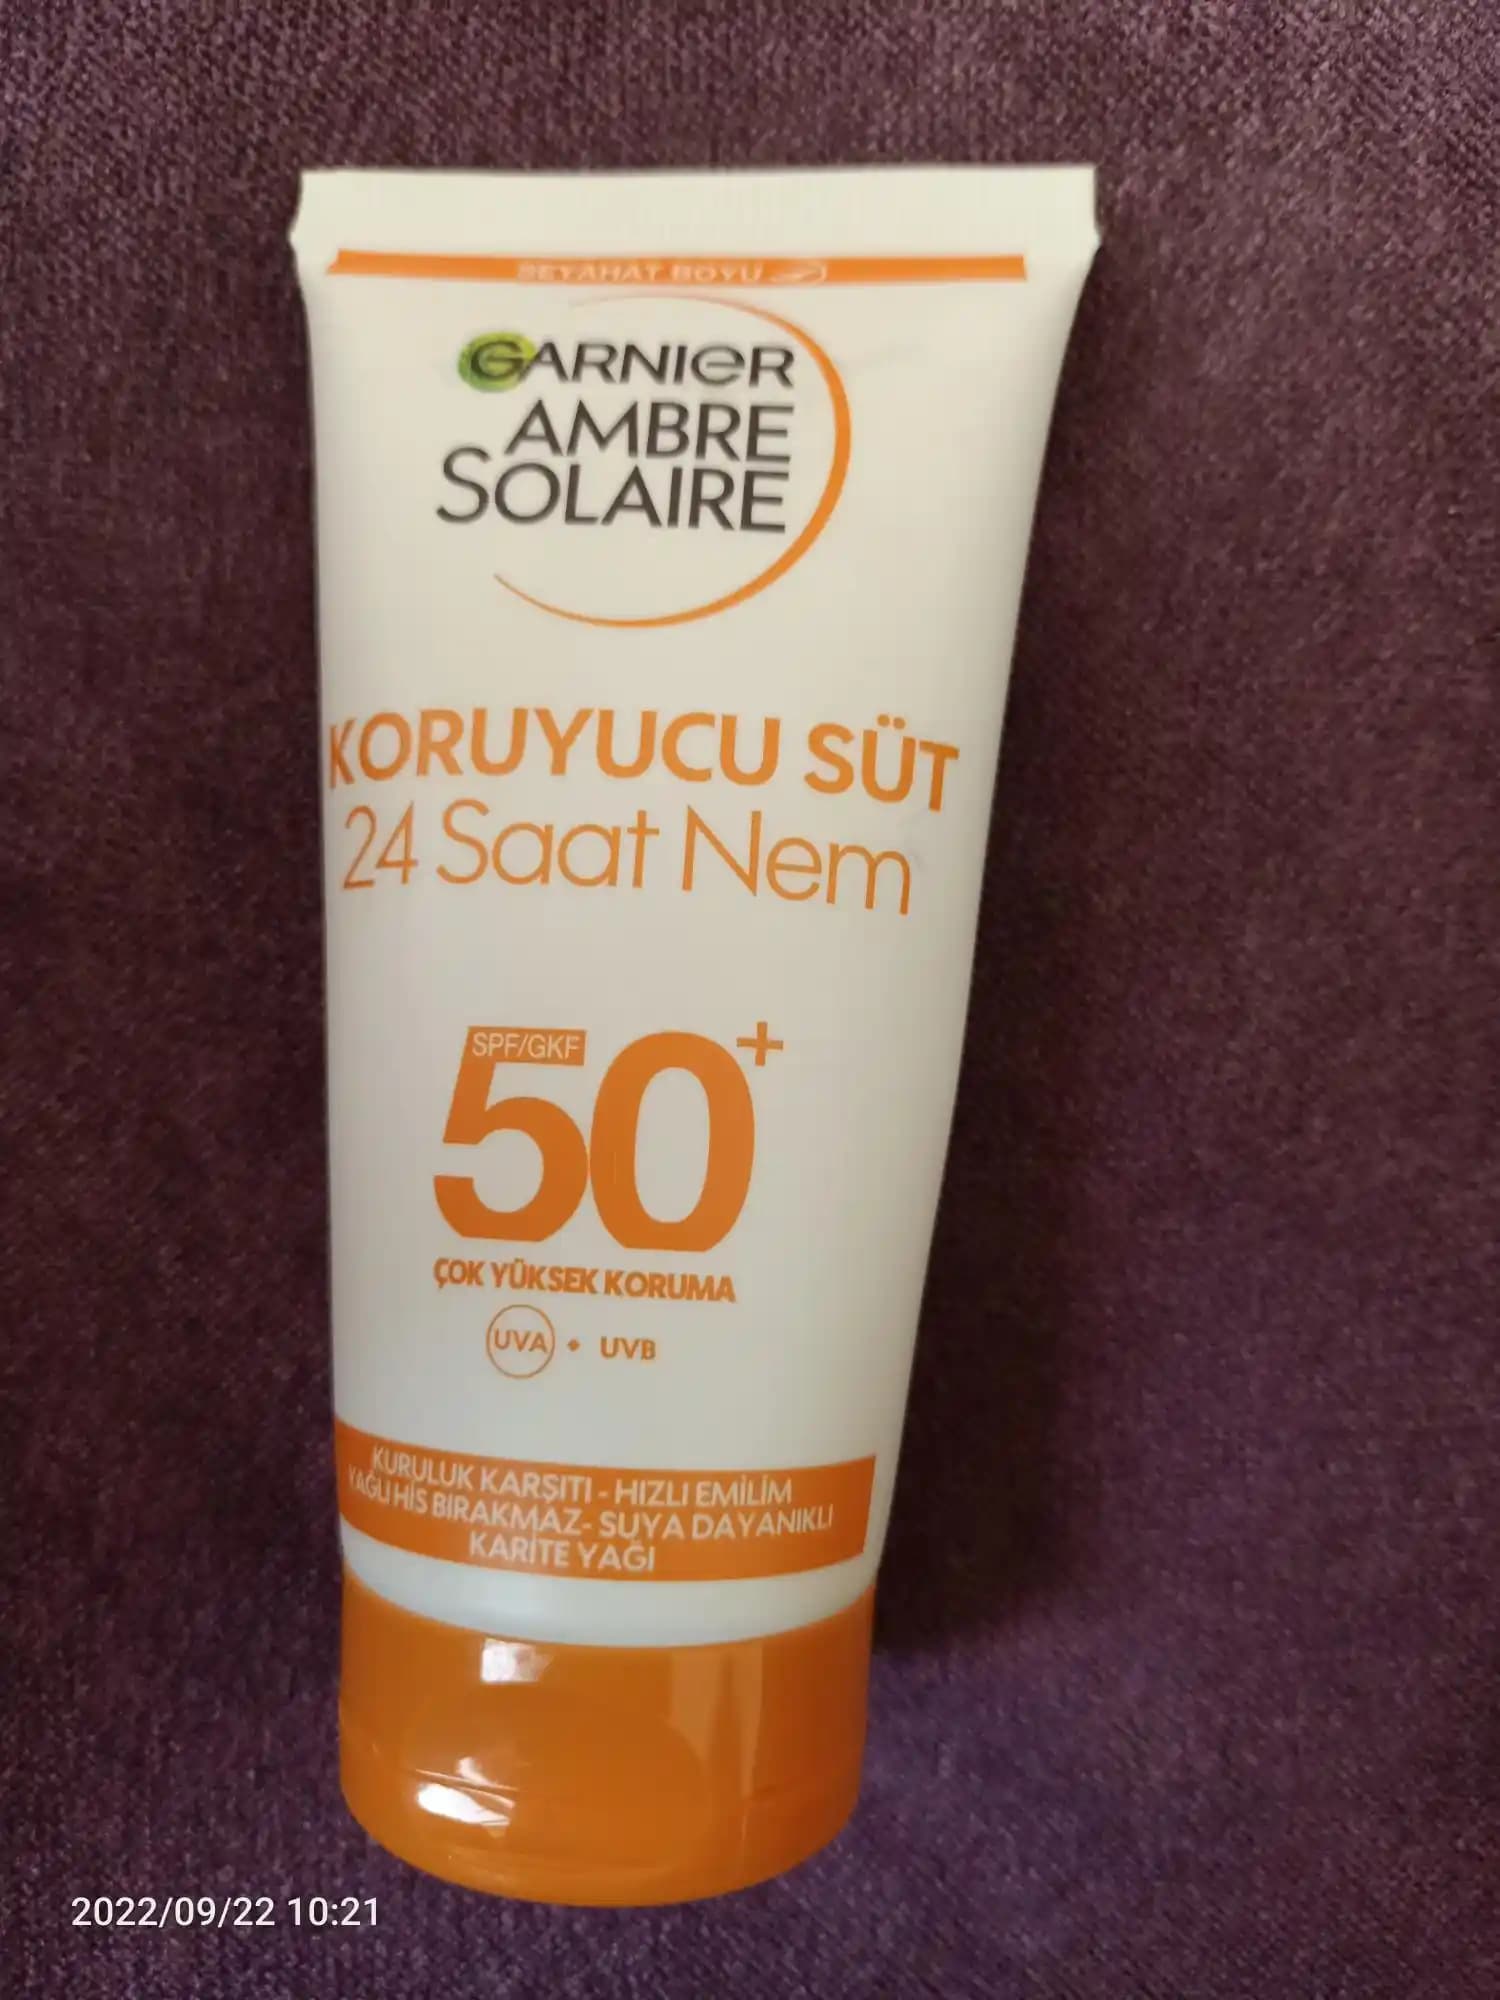 SEYAHAT BOYU
GARNIER
AMBRE
SOLAIRE
KORUYUCU SÜT
24 Saat Nem
SPF/GKF
50+
ÇOK YÜKSEK KORUMA
UVA • UVB
KURULUK KARŞITI - HIZLI EMİLİM
YAĞLI HİS BIRAKMAZ- SUYA DAYANIKLI
KARİTE YAĞI
2022/09/22 10:21